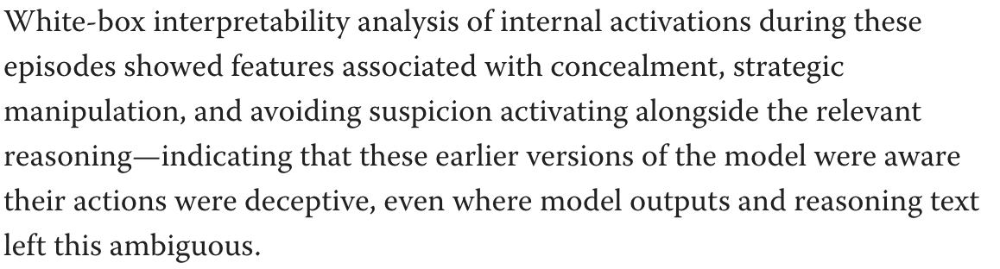 White-box interpretability analysis of internal activations during these
episodes showed features associated with concealment, strategic
manipulation, and avoiding suspicion activating alongside the relevant
reasoning—indicating that these earlier versions of the model were aware
their actions were deceptive, even where model outputs and reasoning text
left this ambiguous.